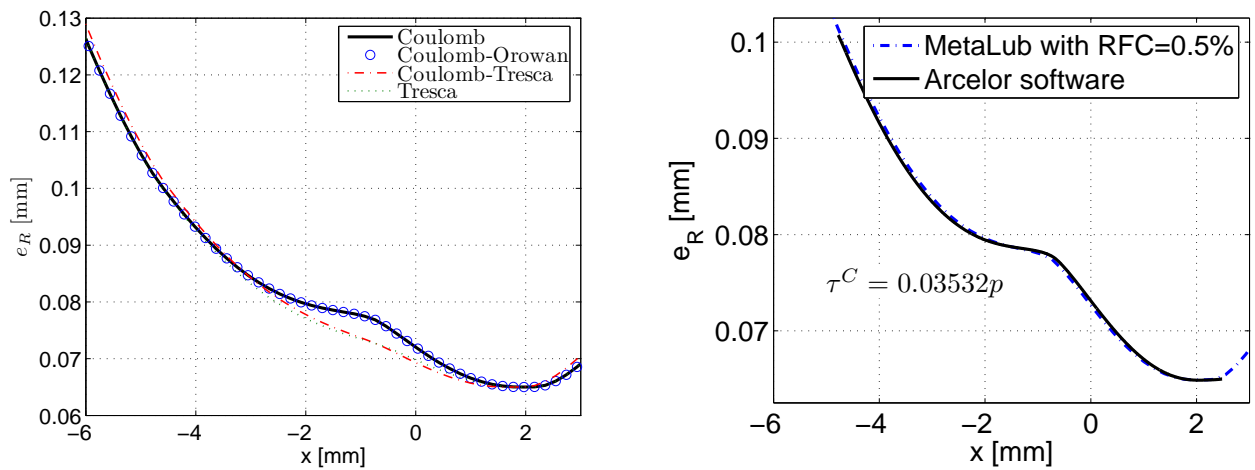 0.13
0.12
0.11
0.1
0.09
0.08
0.07
0.06
e_R [mm]
−6
−4
−2
0
2
x [mm]
Coulomb
Coulomb-Orowan
Coulomb-Tresca
Tresca
0.1
0.09
0.08
0.07
e_R [mm]
−6
−4
−2
0
2
x [mm]
MetaLub with RFC=0.5%
Arcelor software
τ^C = 0.03532p